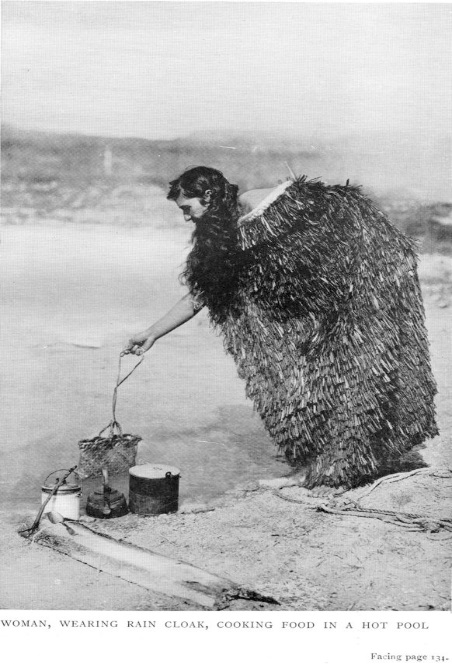 WOMAN, WEARING RAIN CLOAK, COOKING FOOD IN A HOT POOL
Facing page 134.